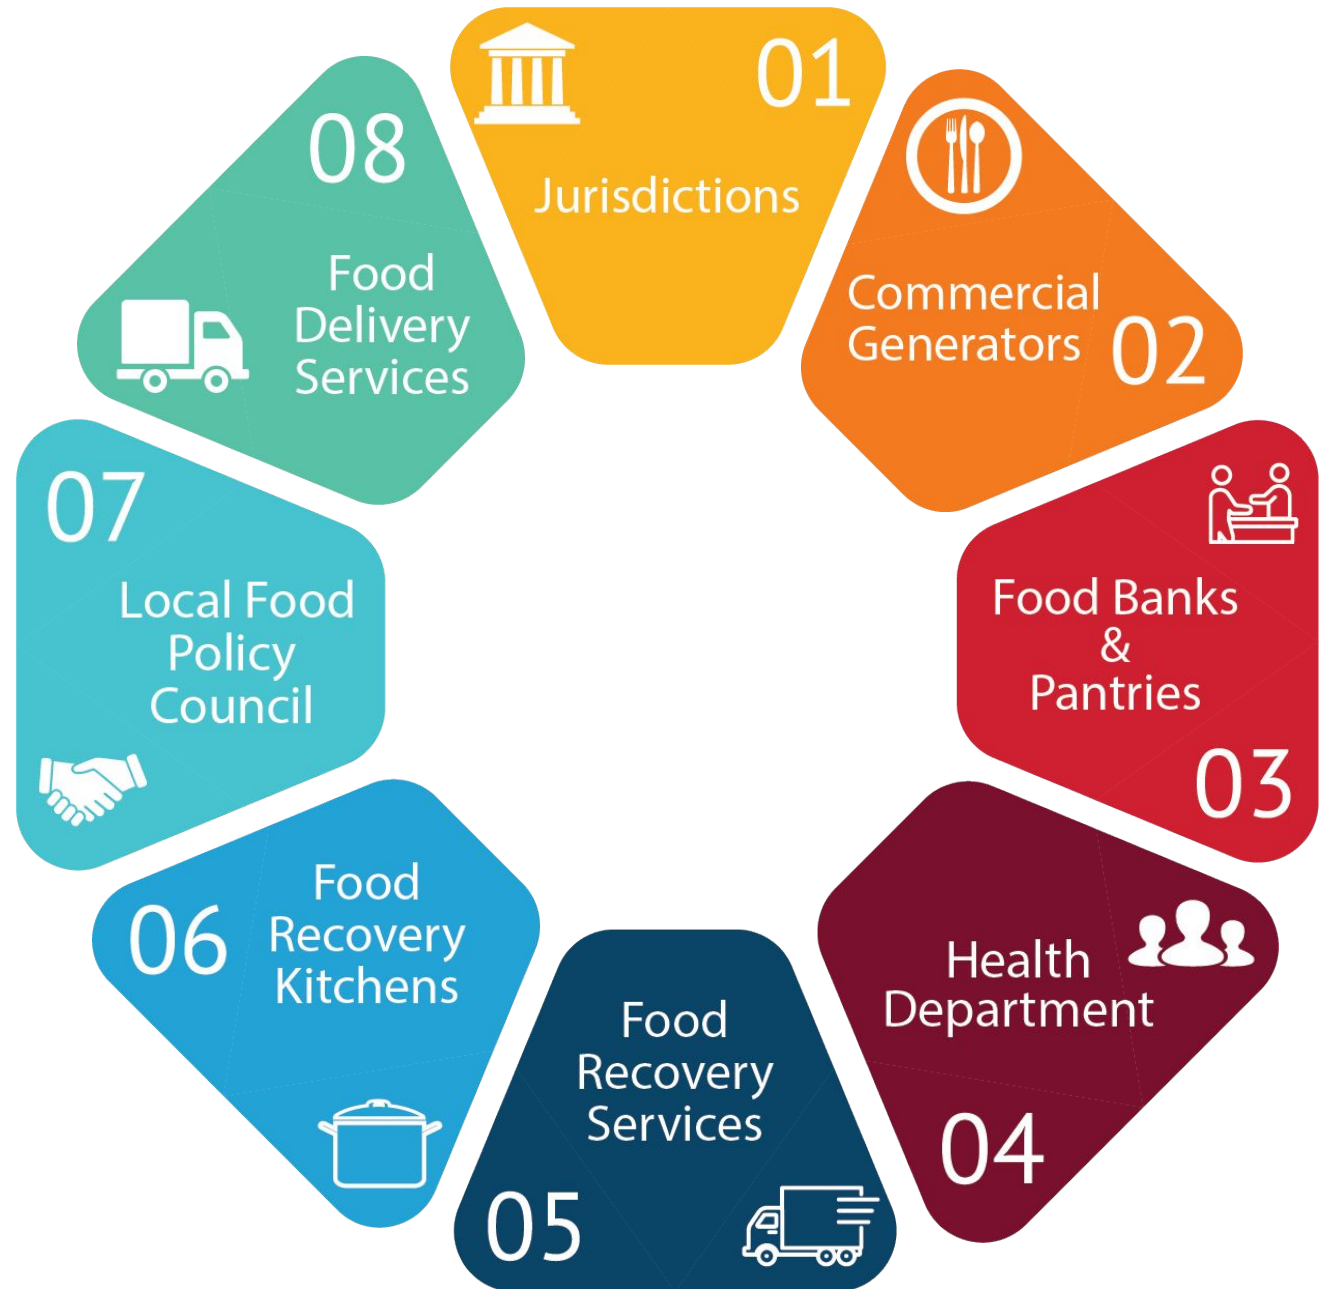 01
Jurisdictions
Commercial
Generators
02
Food Banks
&
Pantries
03
Health
Department
04
Food
Recovery
Services
05
Food
Recovery
Kitchens
06
07
Local Food
Policy
Council
08
Food
Delivery
Services